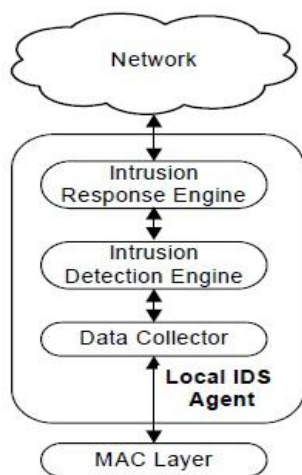 Network
Intrusion
Response Engine
Intrusion
Detection Engine
Data Collector
Local IDS
Agent
MAC Layer